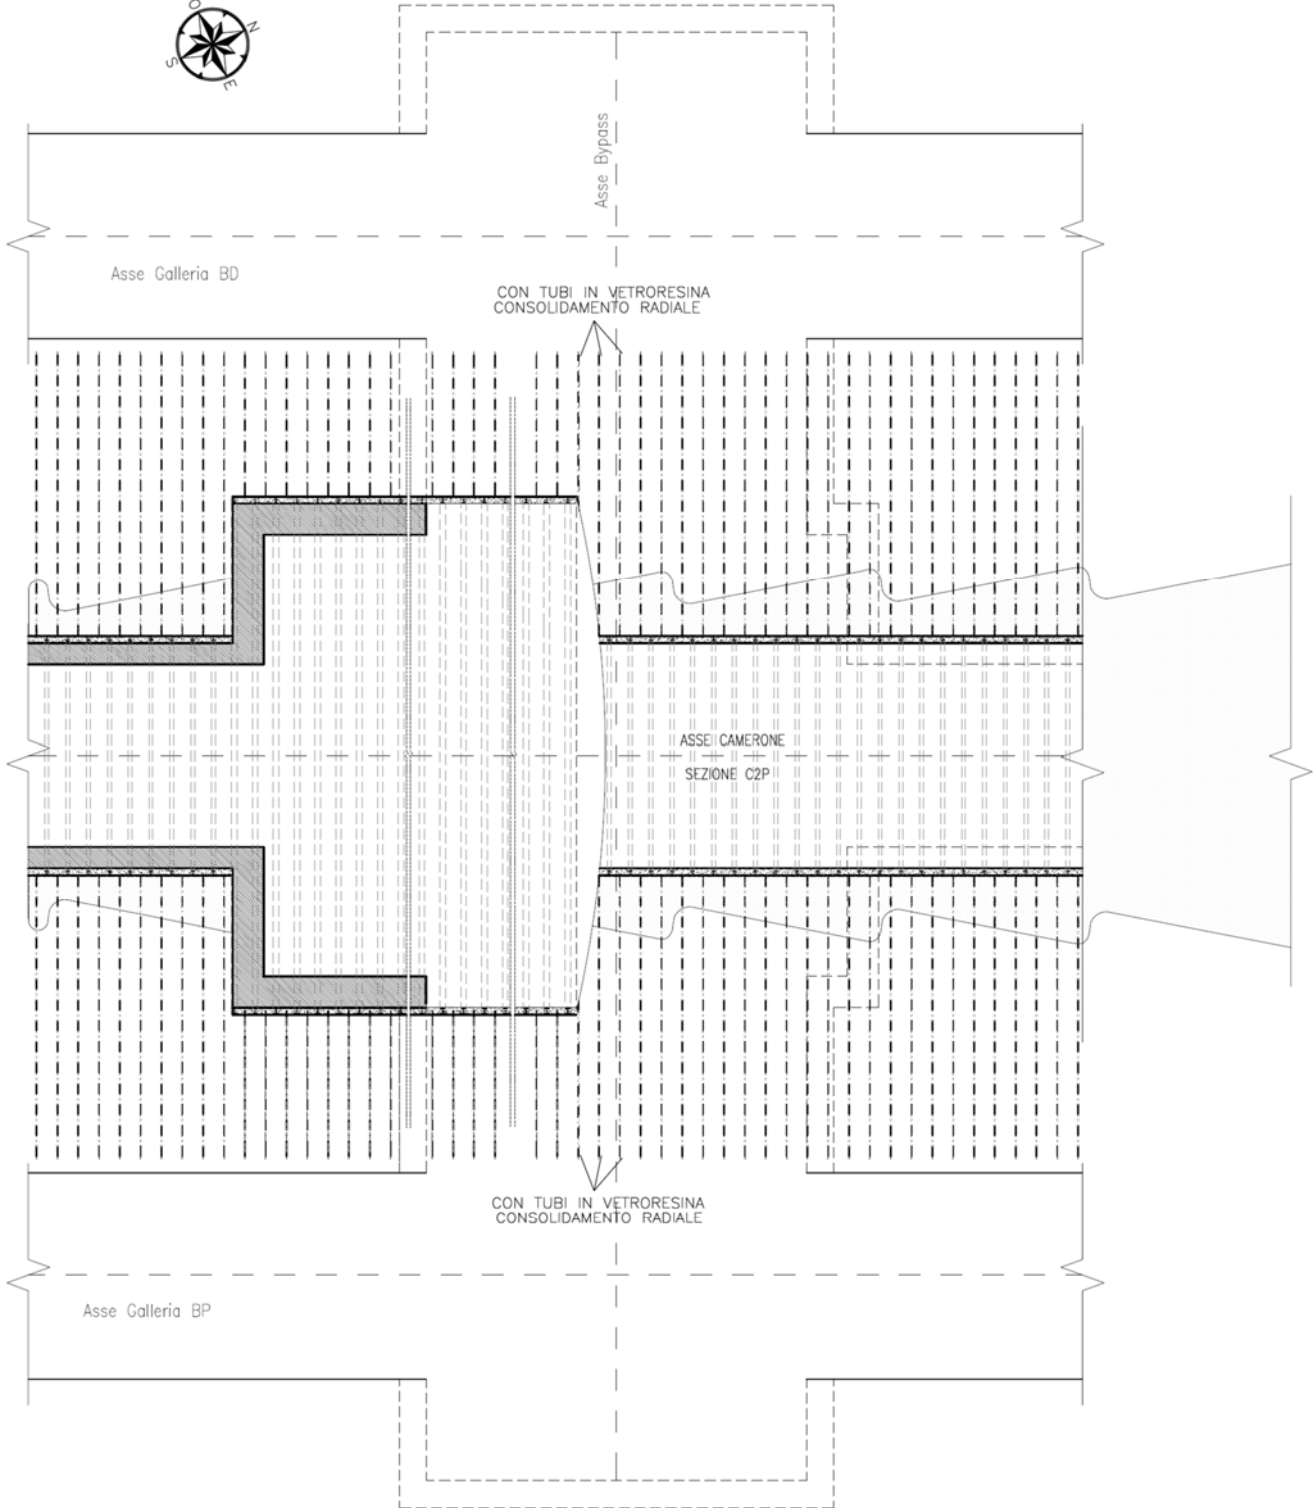 O
N
S
E
Asse Bypass
Asse Galleria BD
CON TUBI IN VETRORESINA
CONSOLIDAMENTO RADIALE
ASSE CAMERONE
SEZIONE C2P
CON TUBI IN VETRORESINA
CONSOLIDAMENTO RADIALE
Asse Galleria BP